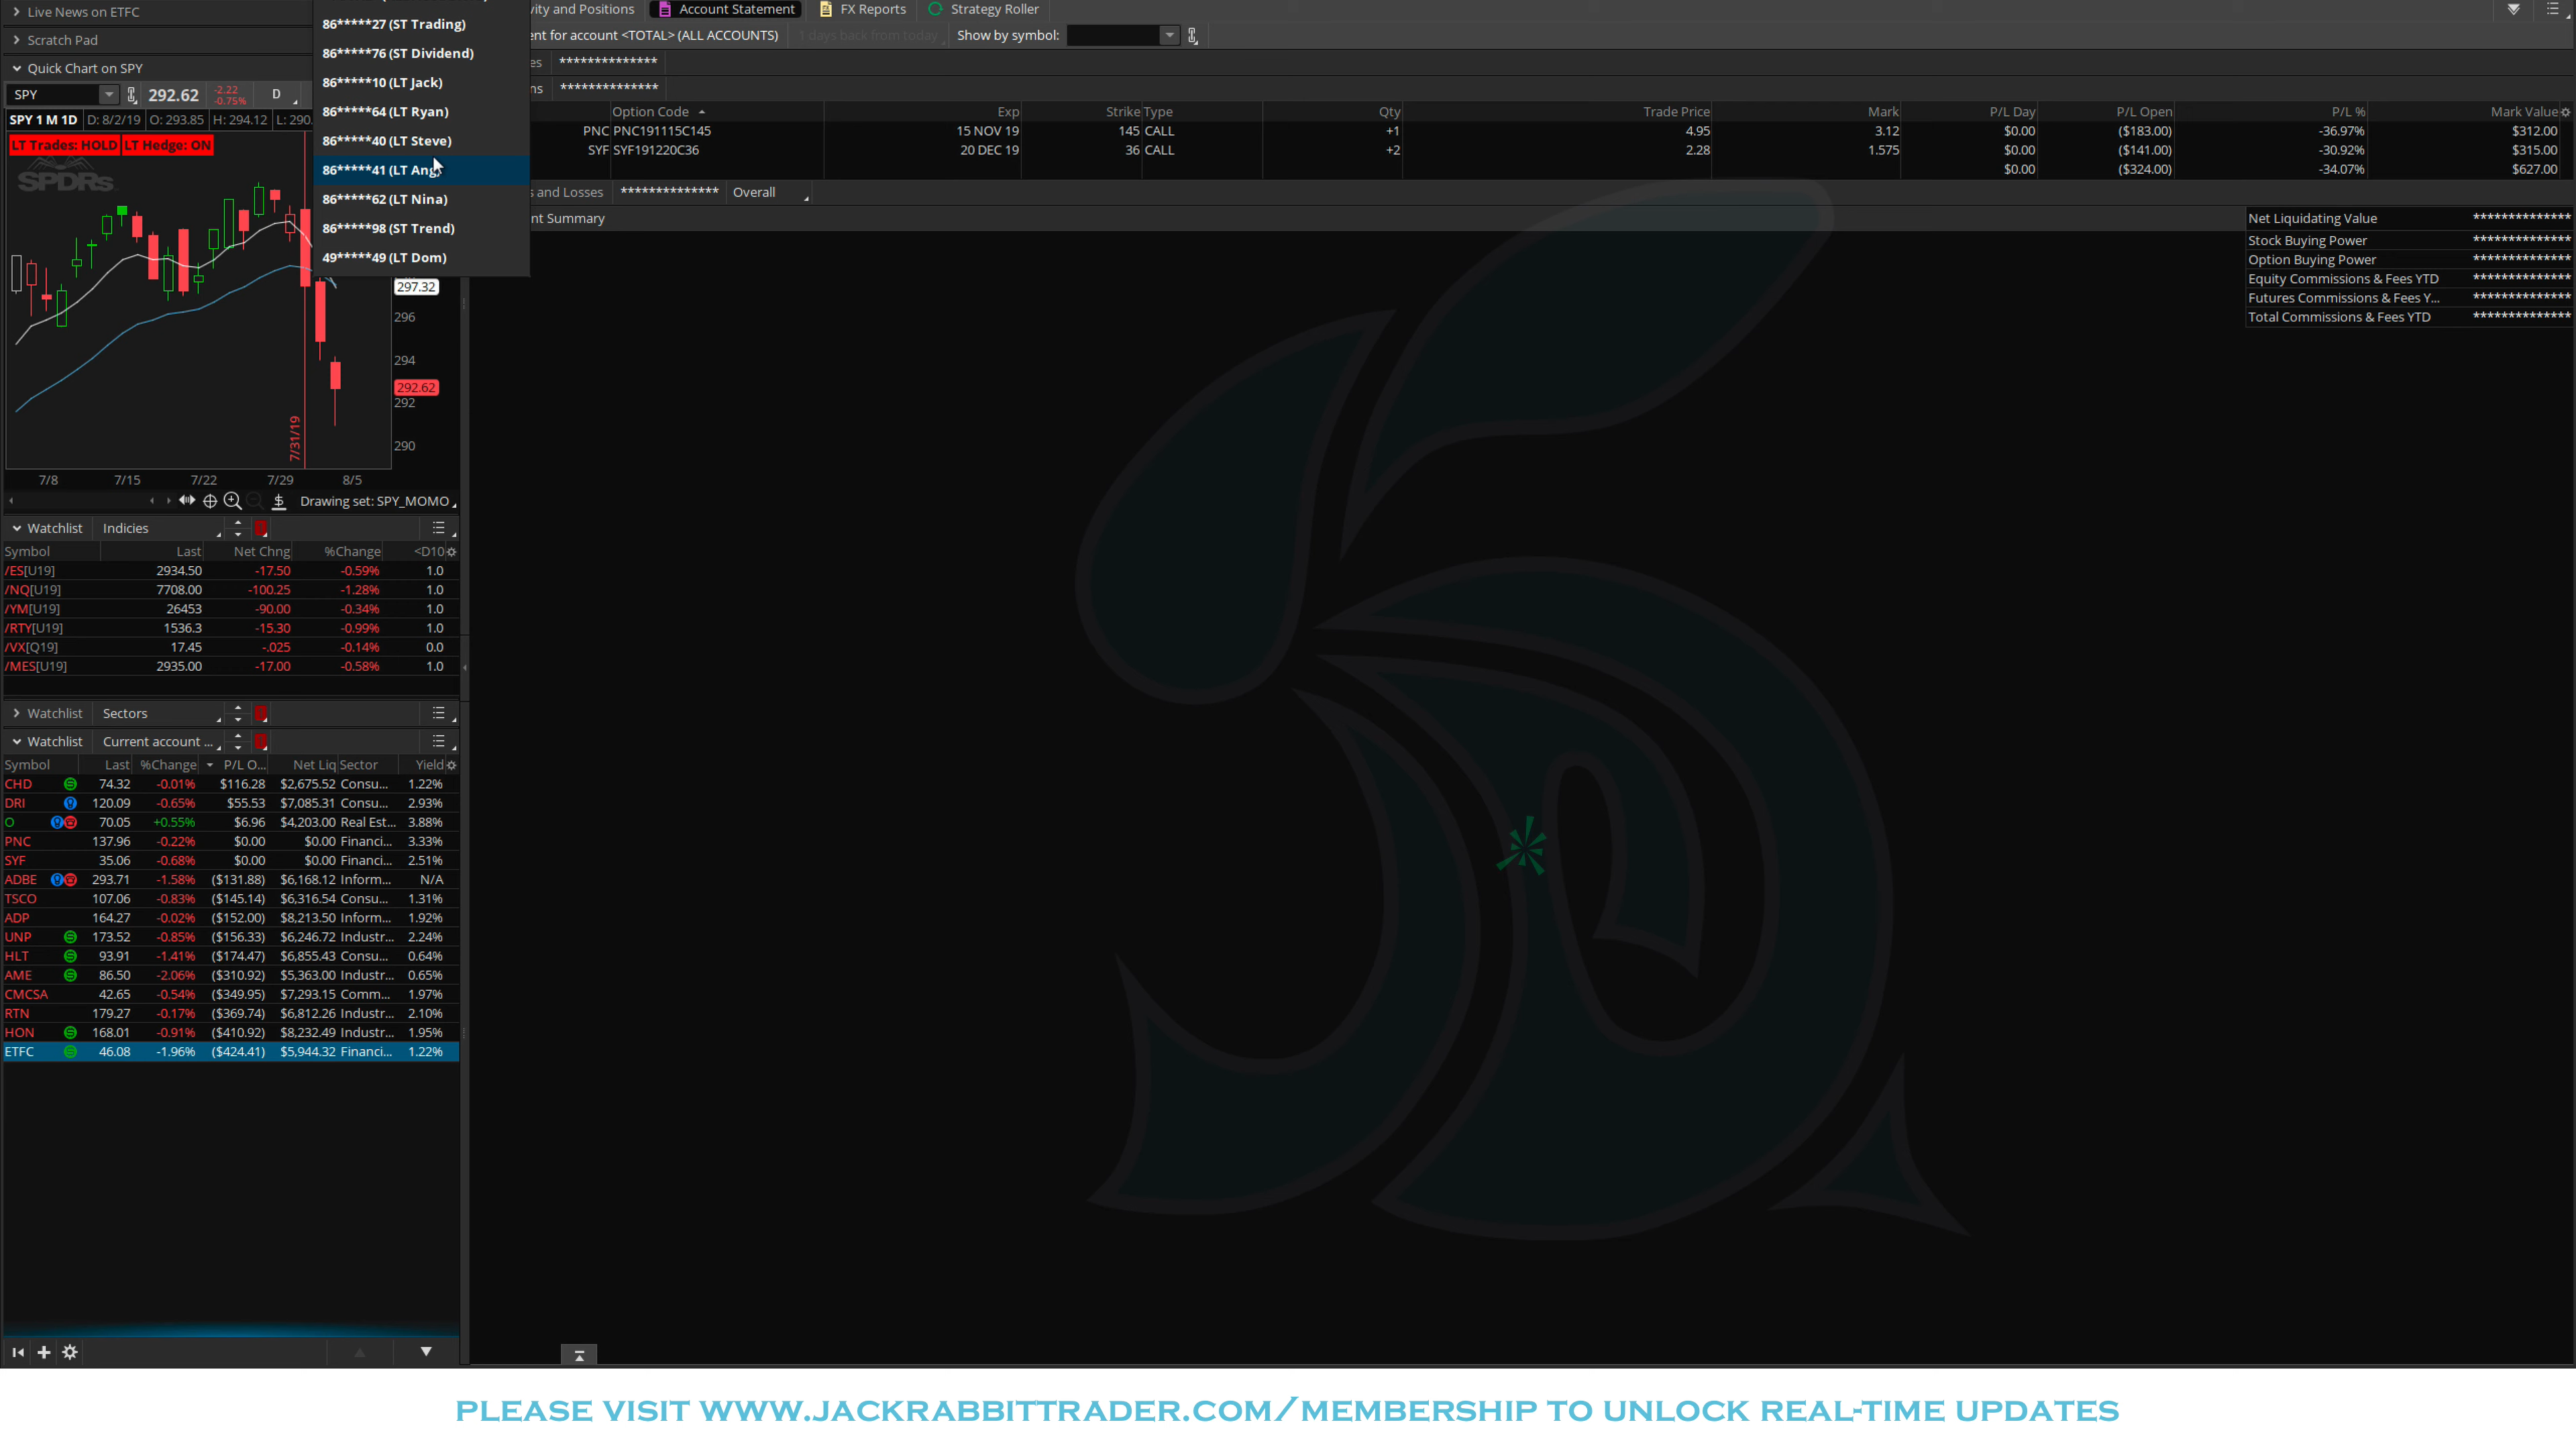 Live News on ETFC
Scratch Pad
Quick Chart on SPY
SPY 292.62 -2.22 -0.75% D
SPY 1 M 1D D: 8/2/19 O: 293.85 H: 294.12 L: 290.
LT Trades: HOLD LT Hedge: ON
SPDRs
86*****27 (ST Trading)
86*****76 (ST Dividend)
86*****10 (LT Jack)
86*****64 (LT Ryan)
86*****40 (LT Steve)
86*****41 (LT Ang
86*****62 (LT Nina)
86*****98 (ST Trend)
49*****49 (LT Dom)
297.32
296
294
292.62
292
290
7/31/19
7/8 7/15 7/22 7/29 8/5
Drawing set: SPY_MOMO
Watchlist Indicies
Symbol Last Net Chng %Change <D10
/ES[U19] 2934.50 -17.50 -0.59% 1.0
/NQ[U19] 7708.00 -100.25 -1.28% 1.0
/YM[U19] 26453 -90.00 -0.34% 1.0
/RTY[U19] 1536.3 -15.30 -0.99% 1.0
/VX[Q19] 17.45 -.025 -0.14% 0.0
/MES[U19] 2935.00 -17.00 -0.58% 1.0
Watchlist Sectors
Watchlist Current account ...
Symbol Last %Change P/L O... Net Liq Sector Yield
CHD 74.32 -0.01% $116.28 $2,675.52 Consu... 1.22%
DRI 120.09 -0.65% $55.53 $7,085.31 Consu... 2.93%
O 70.05 +0.55% $6.96 $4,203.00 Real Est... 3.88%
PNC 137.96 -0.22% $0.00 $0.00 Financi... 3.33%
SYF 35.06 -0.68% $0.00 $0.00 Financi... 2.51%
ADBE 293.71 -1.58% ($131.88) $6,168.12 Inform... N/A
TSCO 107.06 -0.83% ($145.14) $6,316.54 Consu... 1.31%
ADP 164.27 -0.02% ($152.00) $8,213.50 Inform... 1.92%
UNP 173.52 -0.85% ($156.33) $6,246.72 Industr... 2.24%
HLT 93.91 -1.41% ($174.47) $6,855.43 Consu... 0.64%
AME 86.50 -2.06% ($310.92) $5,363.00 Industr... 0.65%
CMCSA 42.65 -0.54% ($349.95) $7,293.15 Comm... 1.97%
RTN 179.27 -0.17% ($369.74) $6,812.26 Industr... 2.10%
HON 168.01 -0.91% ($410.92) $8,232.49 Industr... 1.95%
ETFC 46.08 -1.96% ($424.41) $5,944.32 Financi... 1.22%
vity and Positions Account Statement FX Reports Strategy Roller
ent for account <TOTAL> (ALL ACCOUNTS) 1 days back from today Show by symbol:
es **************
ns **************
Option Code Exp Strike Type Qty Trade Price Mark P/L Day P/L Open P/L % Mark Value
PNC PNC191115C145 15 NOV 19 145 CALL +1 4.95 3.12 $0.00 ($183.00) -36.97% $312.00
SYF SYF191220C36 20 DEC 19 36 CALL +2 2.28 1.575 $0.00 ($141.00) -30.92% $315.00
$0.00 ($324.00) -34.07% $627.00
s and Losses ************** Overall
nt Summary
Net Liquidating Value **************
Stock Buying Power **************
Option Buying Power **************
Equity Commissions & Fees YTD **************
Futures Commissions & Fees Y... **************
Total Commissions & Fees YTD **************
PLEASE VISIT WWW.JACKRABBITTRADER.COM/MEMBERSHIP TO UNLOCK REAL-TIME UPDATES